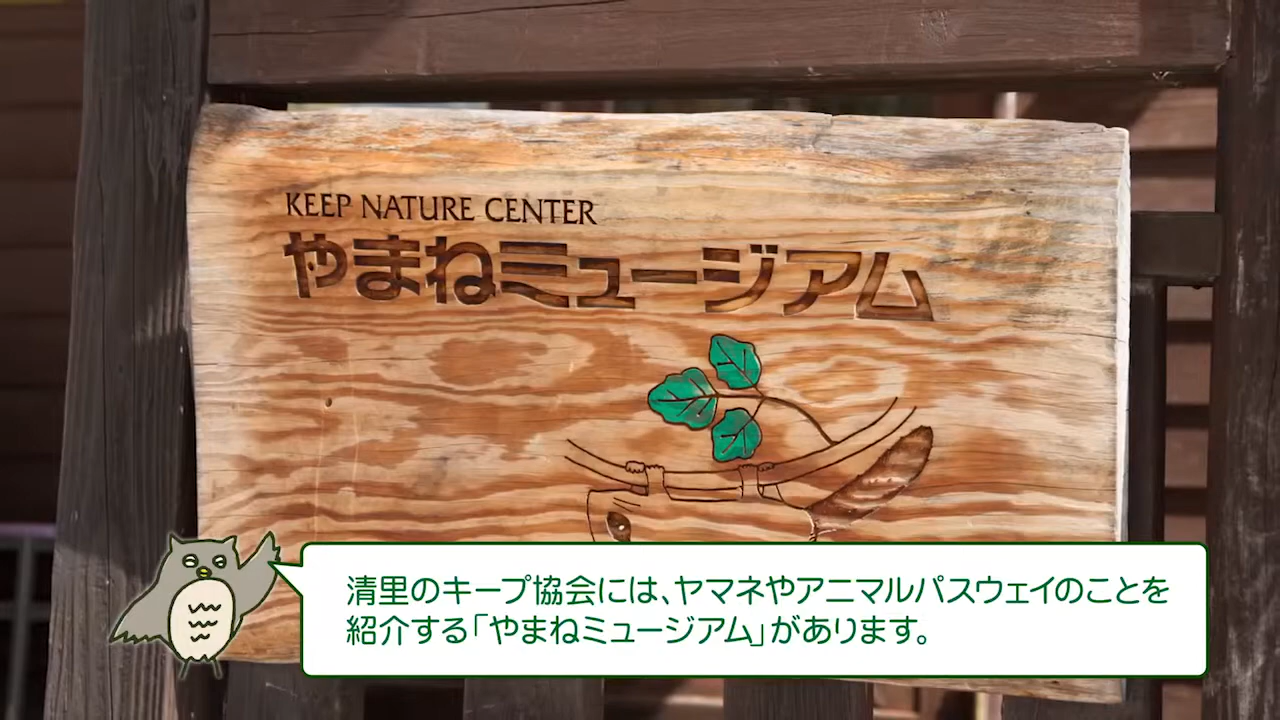 KEEP NATURE CENTER
やまねミュージアム
清里のキープ協会には、ヤマネやアニマルパスウェイのことを
紹介する「やまねミュージアム」があります。